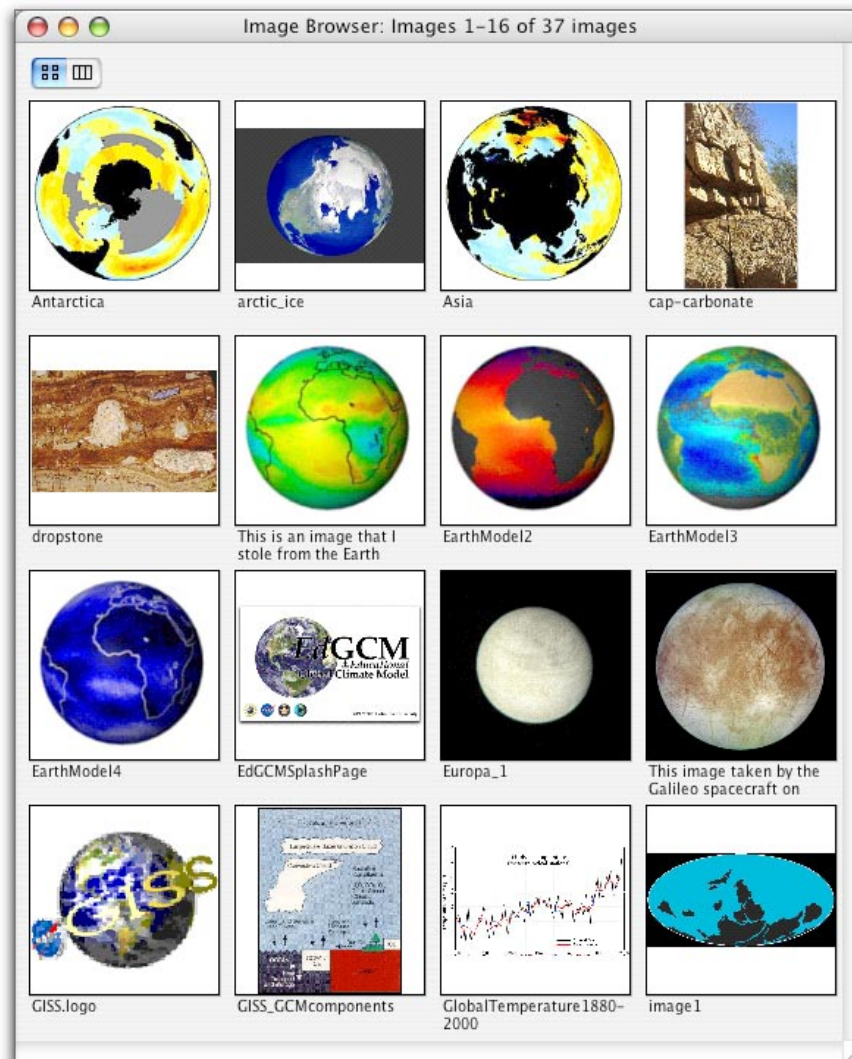 Image Browser: Images 1-16 of 37 images
Antarctica
arctic_ice
Asia
cap-carbonate
dropstone
This is an image that I
stole from the Earth
EarthModel2
EarthModel3
EdGCM
Educational
Global Climate Model
EarthModel4
EdGCMSplashPage
Europa_1
This image taken by the
Galileo spacecraft on
GISS
GISS.logo
GISS_GCMcomponents
GlobalTemperature1880-
2000
image1